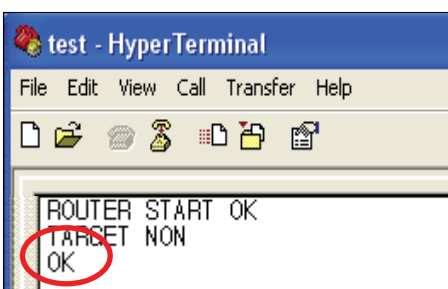 test - HyperTerminal
File Edit View Call Transfer Help
ROUTER START OK
TARGET NON
OK